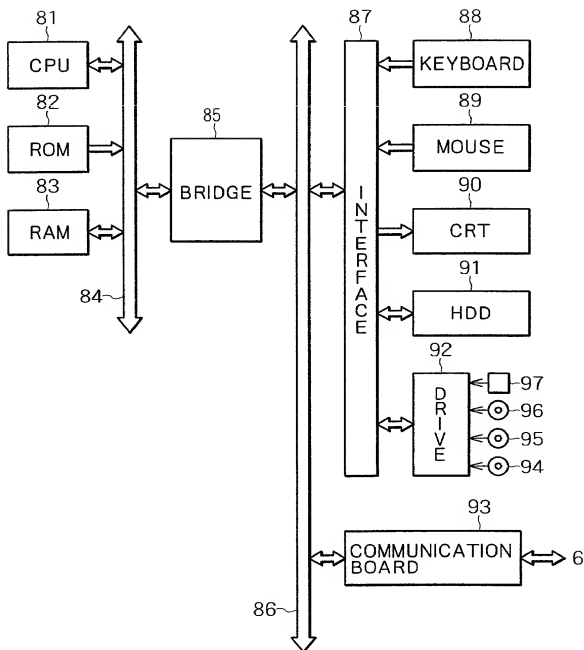 81
CPU
82
ROM
83
RAM
84
85
BRIDGE
86
87
INTERFACE
88
KEYBOARD
89
MOUSE
90
CRT
91
HDD
92
DRIVE
97
96
95
94
93
COMMUNICATION
BOARD
6